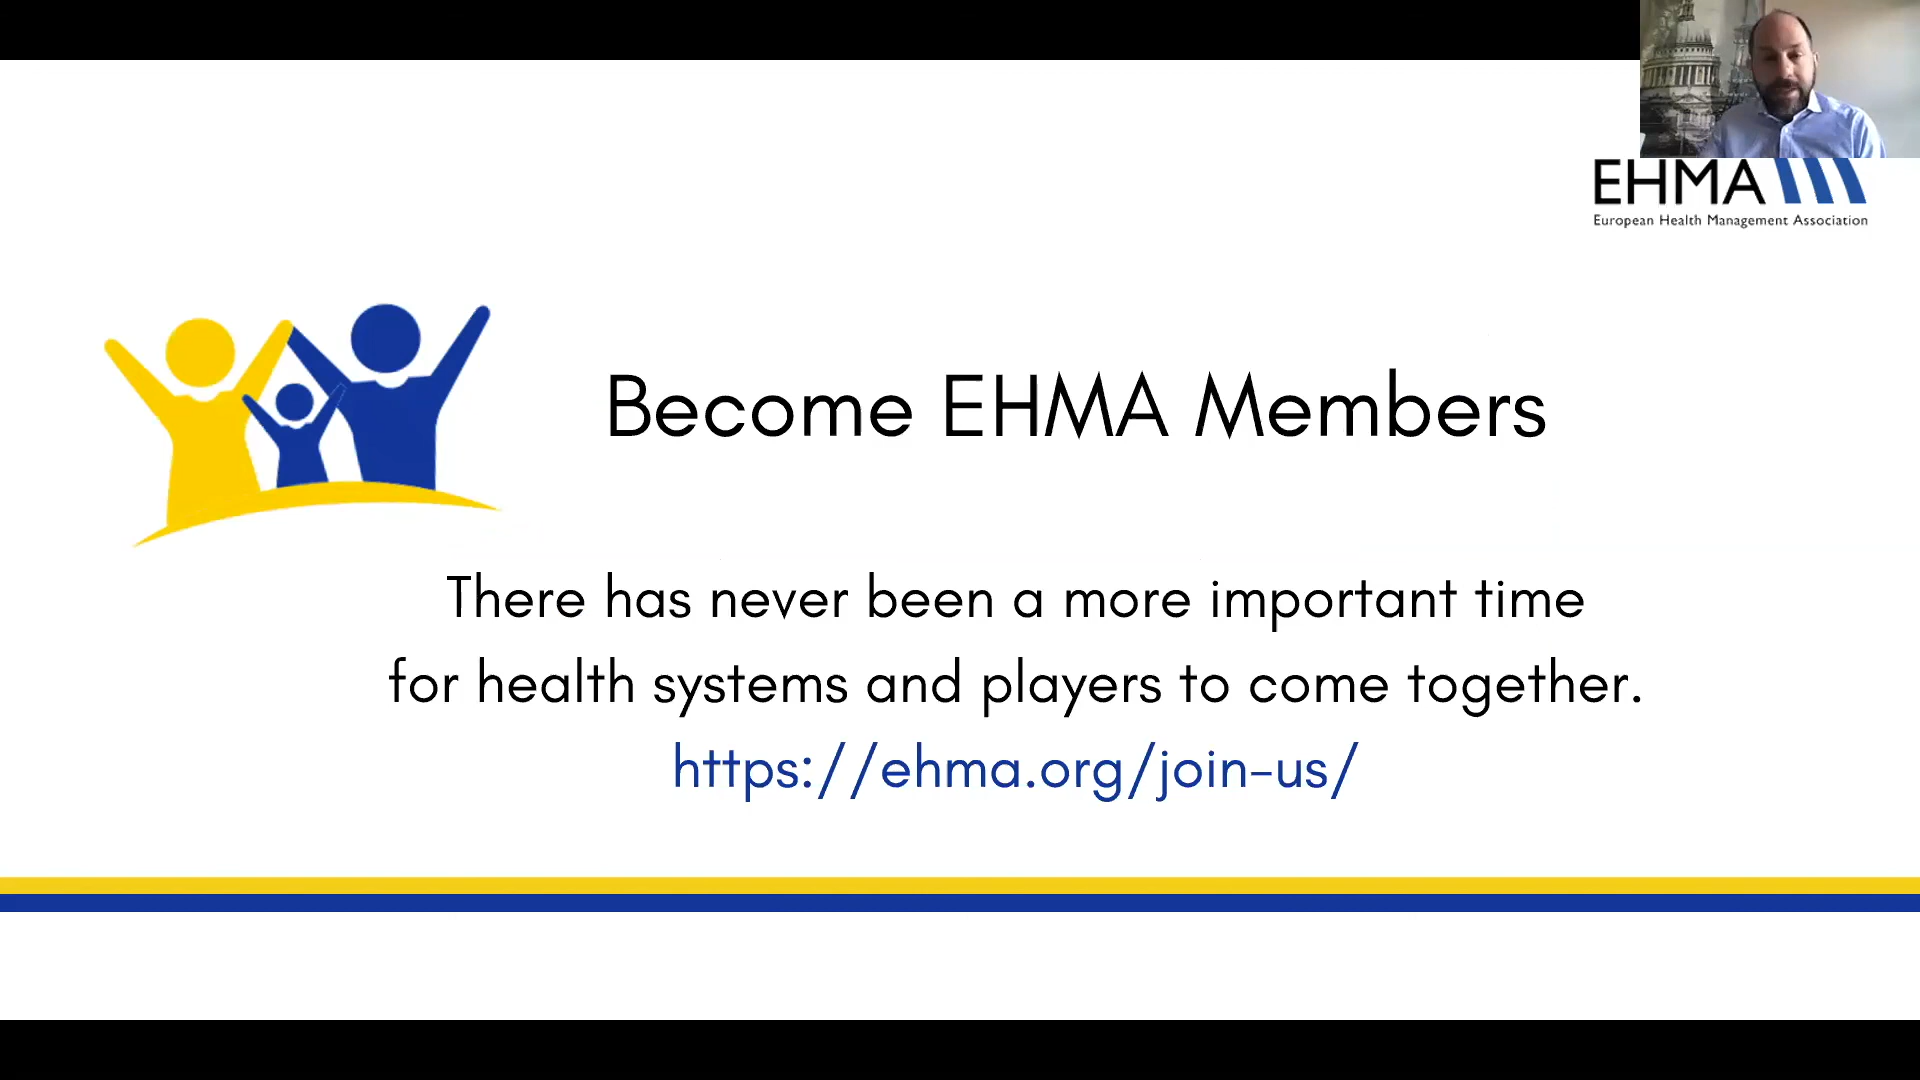 EHMA
European Health Management Association
Become EHMA Members
There has never been a more important time
for health systems and players to come together.
https://ehma.org/join-us/